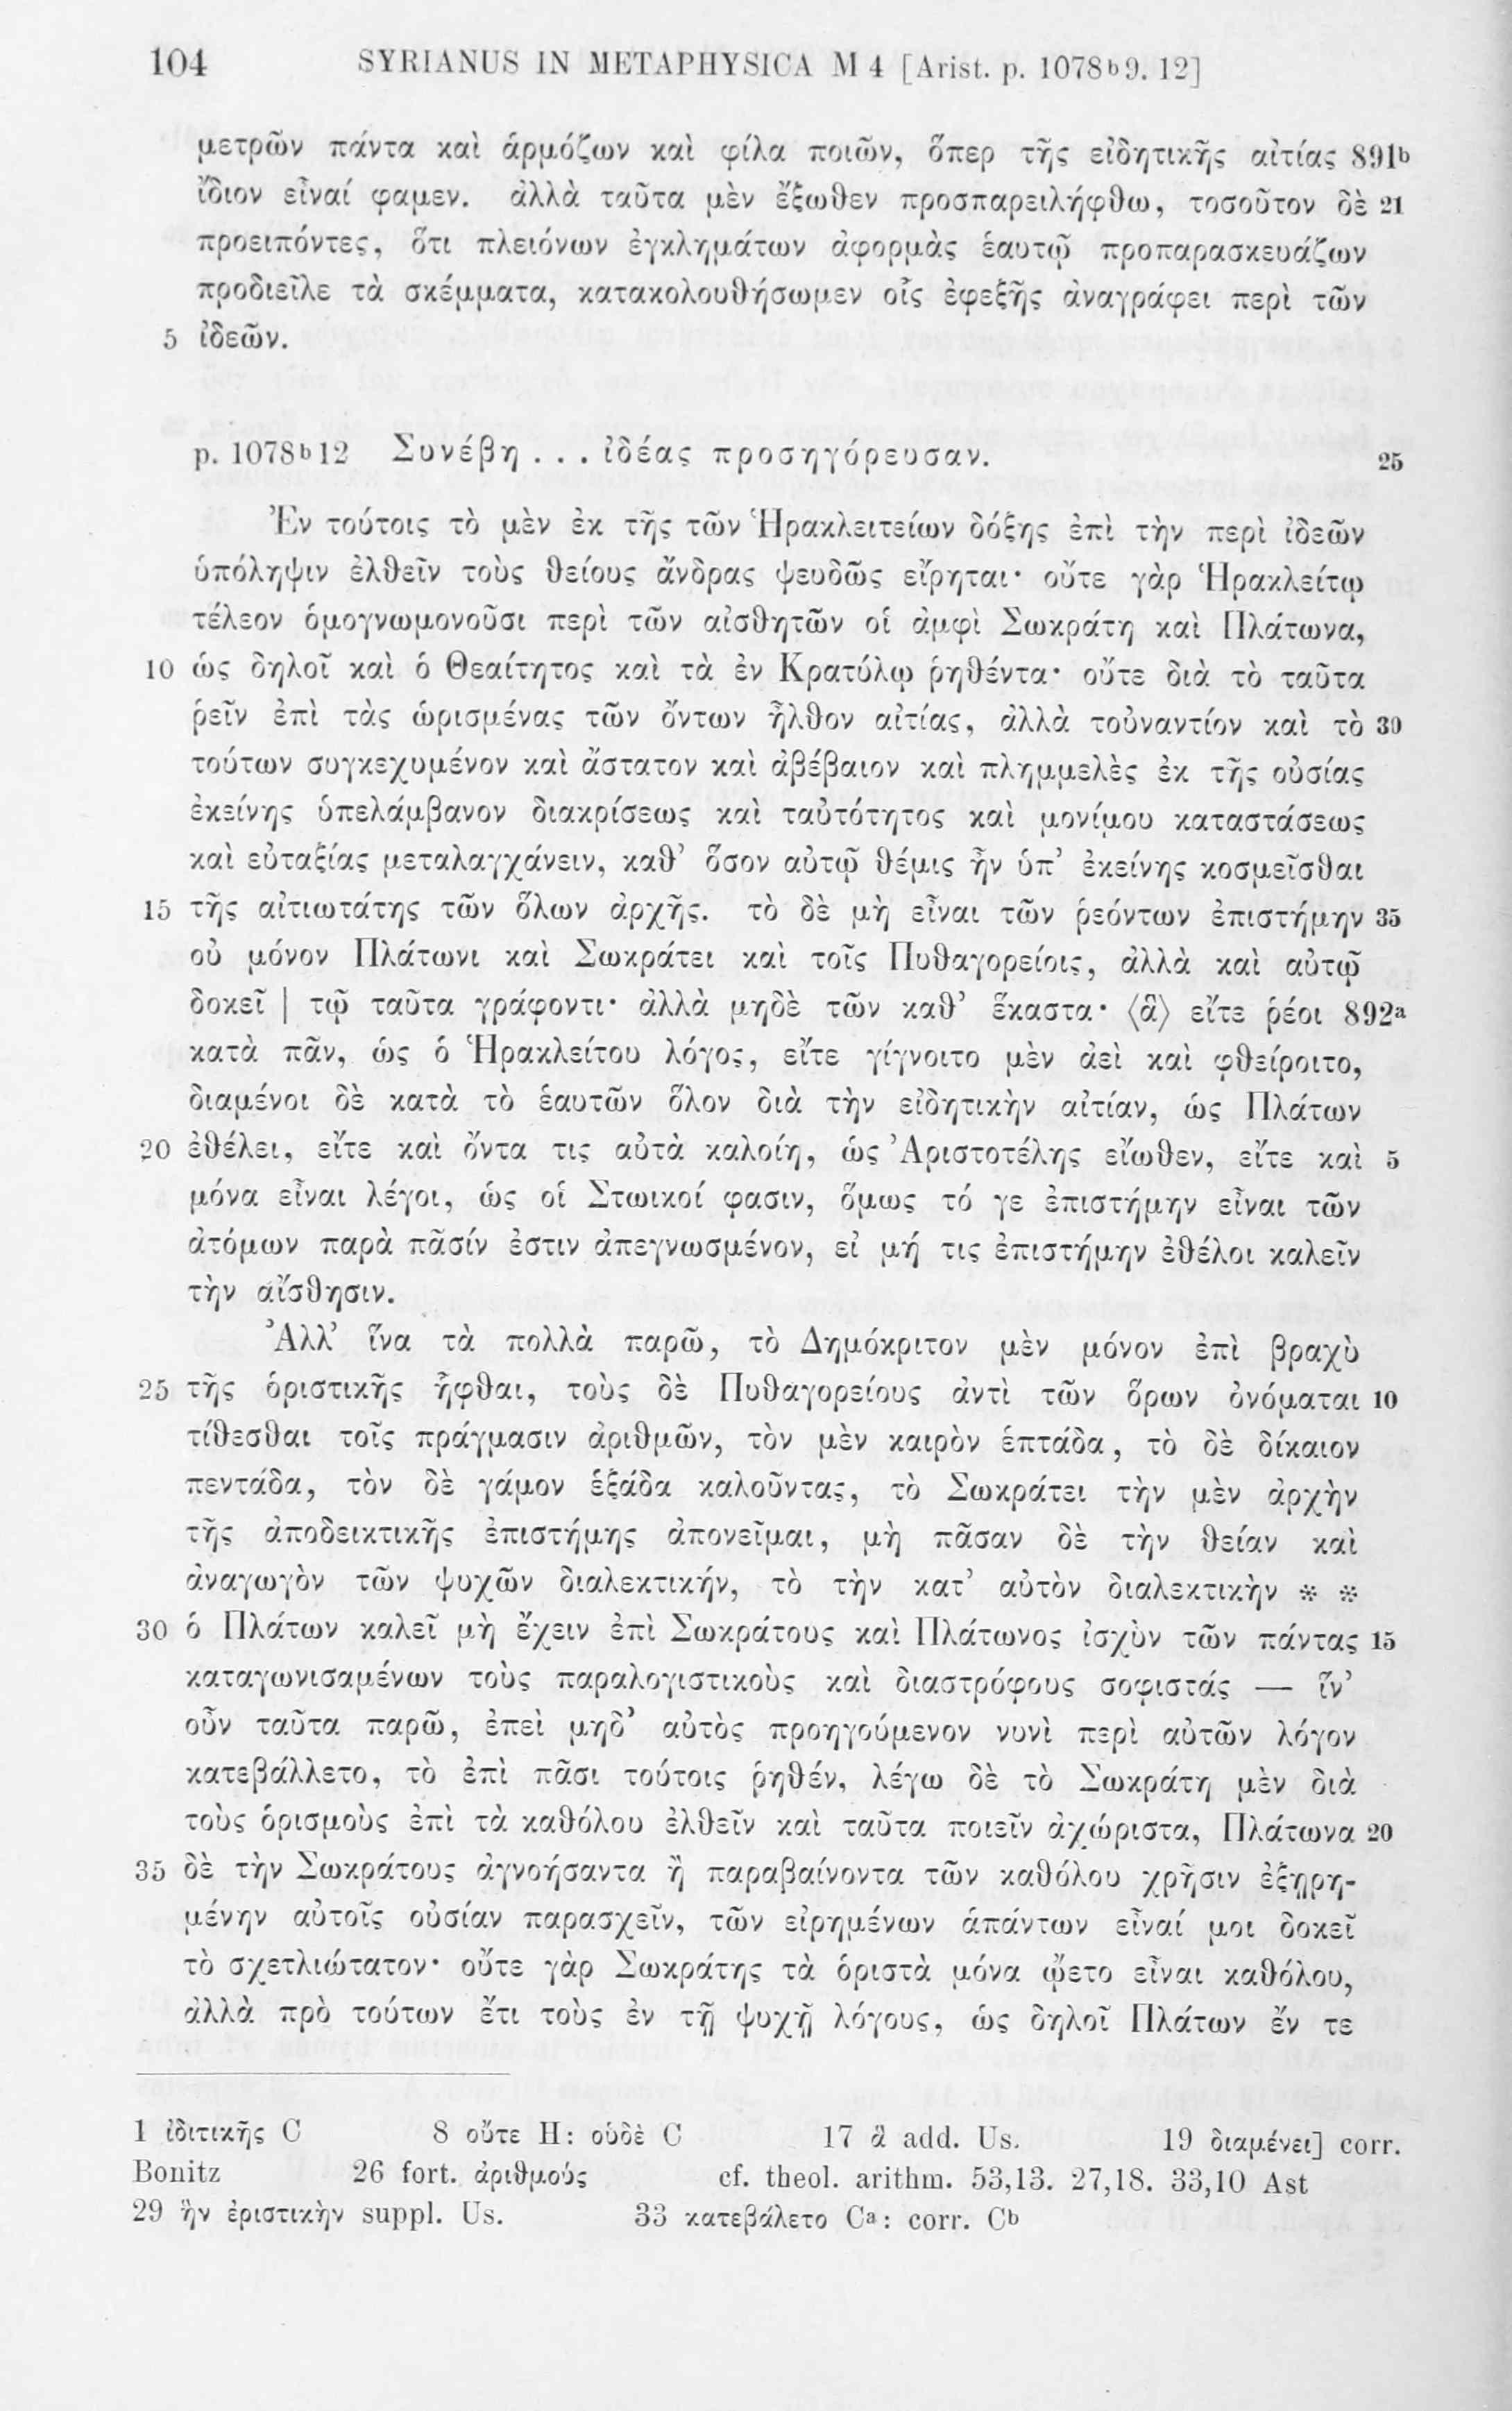 104 SYRIANUS IN METAPHYSICA M 4 [Arist. p. 1078ᵇ9. 12]
μετρῶν πάντα καὶ ἁρμόζων καὶ φίλα ποιῶν, ὅπερ τῆς εἰδητικῆς αἰτίας 891ᵇ
ἴδιον εἶναί φαμεν. ἀλλὰ ταῦτα μὲν ἔξωθεν προσπαρειλήφθω, τοσοῦτον δὲ 21
προειπόντες, ὅτι πλειόνων ἐγκλημάτων ἀφορμὰς ἑαυτῷ προπαρασκευάζων
προδιεῖλε τὰ σκέμματα, κατακολουθήσωμεν οἷς ἐφεξῆς ἀναγράφει περὶ τῶν
5 ἰδεῶν.
p. 1078ᵇ12 Συνέβη . . . ἰδέας προσηγόρευσαν. 25
Ἐν τούτοις τὸ μὲν ἐκ τῆς τῶν Ἡρακλειτείων δόξης ἐπὶ τὴν περὶ ἰδεῶν
ὑπόληψιν ἐλθεῖν τοὺς θείους ἄνδρας ψευδῶς εἴρηται· οὔτε γὰρ Ἡρακλείτῳ
τέλεον ὁμογνωμονοῦσι περὶ τῶν αἰσθητῶν οἱ ἀμφὶ Σωκράτη καὶ Πλάτωνα,
10 ὡς δηλοῖ καὶ ὁ Θεαίτητος καὶ τὰ ἐν Κρατύλῳ ῥηθέντα· οὔτε διὰ τὸ ταῦτα
ῥεῖν ἐπὶ τὰς ὡρισμένας τῶν ὄντων ἦλθον αἰτίας, ἀλλὰ τοὐναντίον καὶ τὸ 30
τούτων συγκεχυμένον καὶ ἄστατον καὶ ἀβέβαιον καὶ πλημμελὲς ἐκ τῆς οὐσίας
ἐκείνης ὑπελάμβανον διακρίσεως καὶ ταὐτότητος καὶ μονίμου καταστάσεως
καὶ εὐταξίας μεταλαγχάνειν, καθ’ ὅσον αὐτῷ θέμις ἦν ὑπ’ ἐκείνης κοσμεῖσθαι
15 τῆς αἰτιωτάτης τῶν ὅλων ἀρχῆς. τὸ δὲ μὴ εἶναι τῶν ῥεόντων ἐπιστήμην 35
οὐ μόνον Πλάτωνι καὶ Σωκράτει καὶ τοῖς Πυθαγορείοις, ἀλλὰ καὶ αὐτῷ
δοκεῖ | τῷ ταῦτα γράφοντι· ἀλλὰ μηδὲ τῶν καθ’ ἕκαστα· ⟨ἃ⟩ εἴτε ῥέοι 892ᵃ
κατὰ πᾶν, ὡς ὁ Ἡρακλείτου λόγος, εἴτε γίγνοιτο μὲν ἀεὶ καὶ φθείροιτο,
διαμένοι δὲ κατὰ τὸ ἑαυτῶν ὅλον διὰ τὴν εἰδητικὴν αἰτίαν, ὡς Πλάτων
20 ἐθέλει, εἴτε καὶ ὄντα τις αὐτὰ καλοίη, ὡς Ἀριστοτέλης εἴωθεν, εἴτε καὶ 5
μόνα εἶναι λέγοι, ὡς οἱ Στωικοί φασιν, ὅμως τό γε ἐπιστήμην εἶναι τῶν
ἀτόμων παρὰ πᾶσίν ἐστιν ἀπεγνωσμένον, εἰ μή τις ἐπιστήμην ἐθέλοι καλεῖν
τὴν αἴσθησιν.
Ἀλλ’ ἵνα τὰ πολλὰ παρῶ, τὸ Δημόκριτον μὲν μόνον ἐπὶ βραχὺ
25 τῆς ὁριστικῆς ἧφθαι, τοὺς δὲ Πυθαγορείους ἀντὶ τῶν ὅρων ὀνόμαται 10
τίθεσθαι τοῖς πράγμασιν ἀριθμῶν, τὸν μὲν καιρὸν ἑπτάδα, τὸ δὲ δίκαιον
πεντάδα, τὸν δὲ γάμον ἑξάδα καλοῦντας, τὸ Σωκράτει τὴν μὲν ἀρχὴν
τῆς ἀποδεικτικῆς ἐπιστήμης ἀπονεῖμαι, μὴ πᾶσαν δὲ τὴν θείαν καὶ
ἀναγωγὸν τῶν ψυχῶν διαλεκτικήν, τὸ τὴν κατ’ αὐτὸν διαλεκτικὴν * *
30 ὁ Πλάτων καλεῖ μὴ ἔχειν ἐπὶ Σωκράτους καὶ Πλάτωνος ἰσχὺν τῶν πάντας 15
καταγωνισαμένων τοὺς παραλογιστικοὺς καὶ διαστρόφους σοφιστάς — ἵν’
οὖν ταῦτα παρῶ, ἐπεὶ μηδ’ αὐτὸς προηγούμενον νυνὶ περὶ αὐτῶν λόγον
κατεβάλλετο, τὸ ἐπὶ πᾶσι τούτοις ῥηθέν, λέγω δὲ τὸ Σωκράτη μὲν διὰ
τοὺς ὁρισμοὺς ἐπὶ τὰ καθόλου ἐλθεῖν καὶ ταῦτα ποιεῖν ἀχώριστα, Πλάτωνα 20
35 δὲ τὴν Σωκράτους ἀγνοήσαντα ἢ παραβαίνοντα τῶν καθόλου χρῆσιν ἐξῃρη-
μένην αὐτοῖς οὐσίαν παρασχεῖν, τῶν εἰρημένων ἁπάντων εἶναί μοι δοκεῖ
τὸ σχετλιώτατον· οὔτε γὰρ Σωκράτης τὰ ὁριστὰ μόνα ᾤετο εἶναι καθόλου,
ἀλλὰ πρὸ τούτων ἔτι τοὺς ἐν τῇ ψυχῇ λόγους, ὡς δηλοῖ Πλάτων ἔν τε
1 ἰδιτικῆς C 8 οὔτε H: οὐδὲ C 17 ἃ add. Us. 19 διαμένει] corr.
Bonitz 26 fort. ἀριθμούς cf. theol. arithm. 53,13. 27,18. 33,10 Ast
29 ἣν ἐριστικὴν suppl. Us. 33 κατεβάλετο Cᵃ: corr. Cᵇ